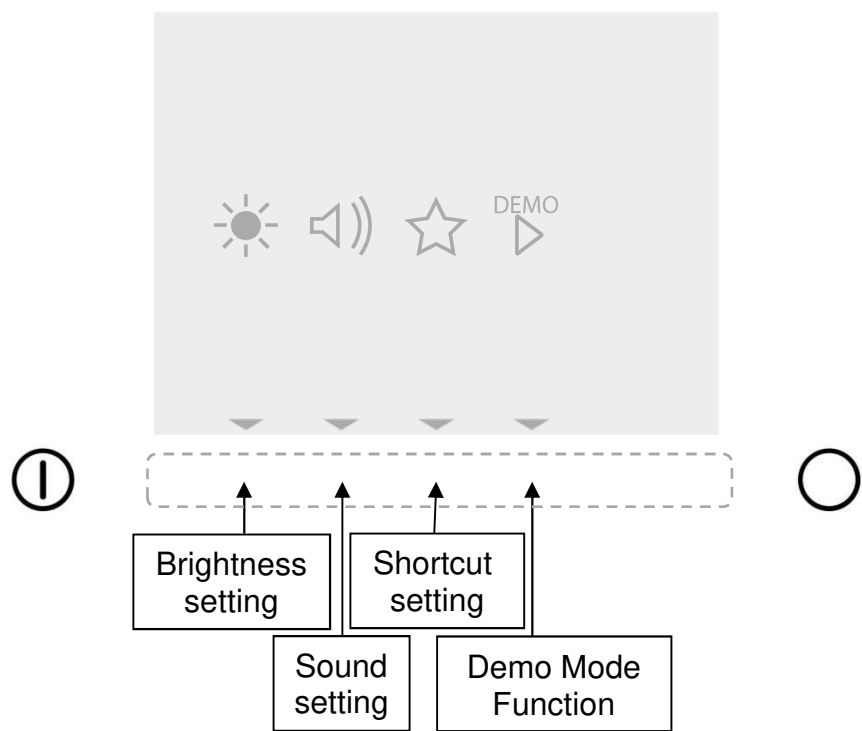 DEMO
Brightness
setting
Shortcut
setting
Sound
setting
Demo Mode
Function